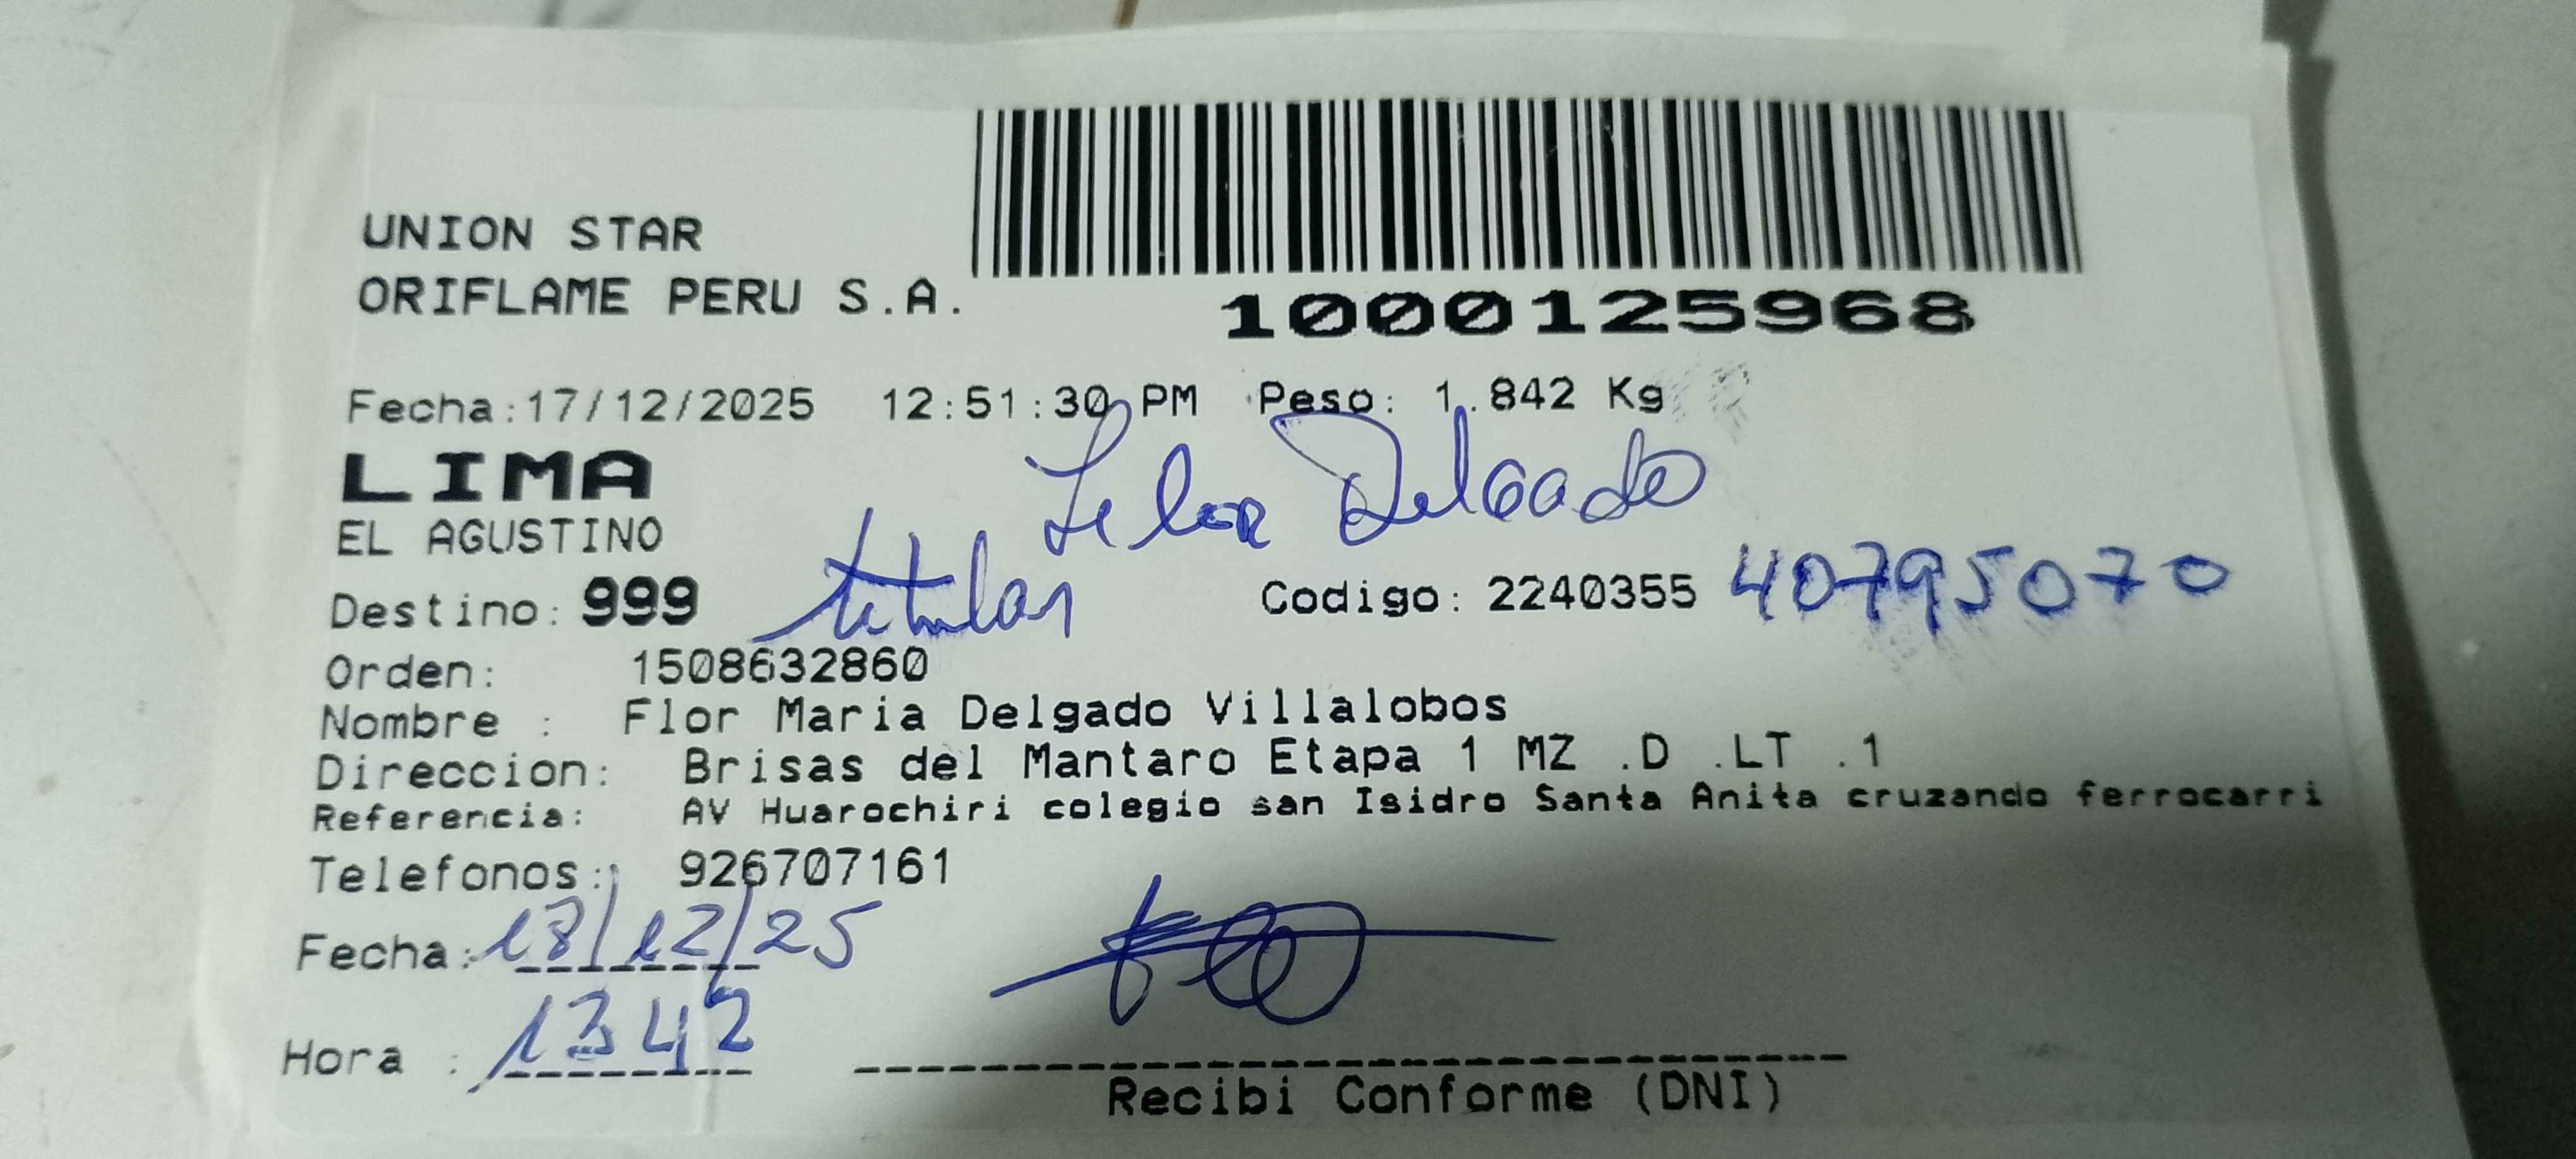 UNION STAR
ORIFLAME PERU S.A.
1000125968
Fecha:17/12/2025 12:51:30 PM Peso: 1.842 Kg
LIMA
Delgado
EL AGUSTINO
Destino: 999 titular Codigo: 2240355 40795070
Orden: 1508632860
Nombre : Flor Maria Delgado Villalobos
Direccion: Brisas del Mantaro Etapa 1 MZ .D .LT .1
Referencia: AV Huarochiri colegio san Isidro Santa Anita cruzando ferrocarri
Telefonos: 926707161
Fecha: 18/12/25
Hora : 1342
Recibi Conforme (DNI)